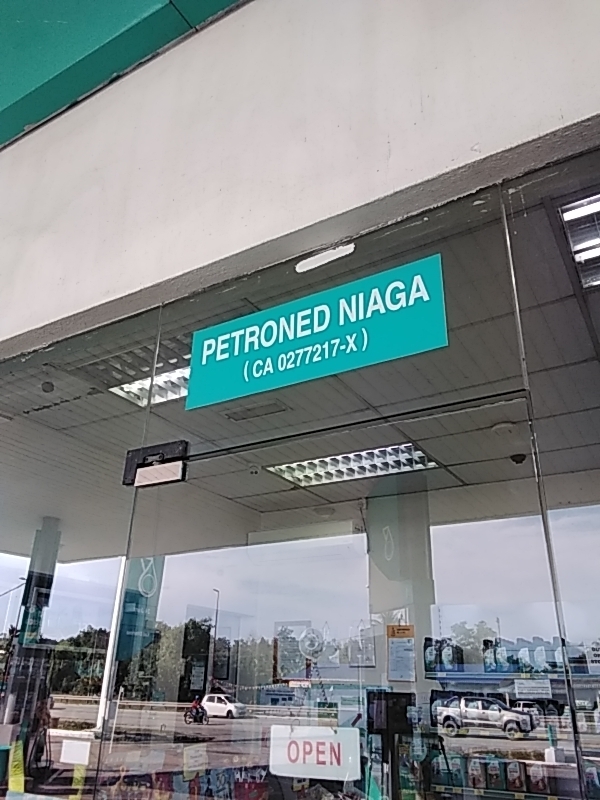 PETRONED NIAGA
( CA 0277217-X )
OPEN